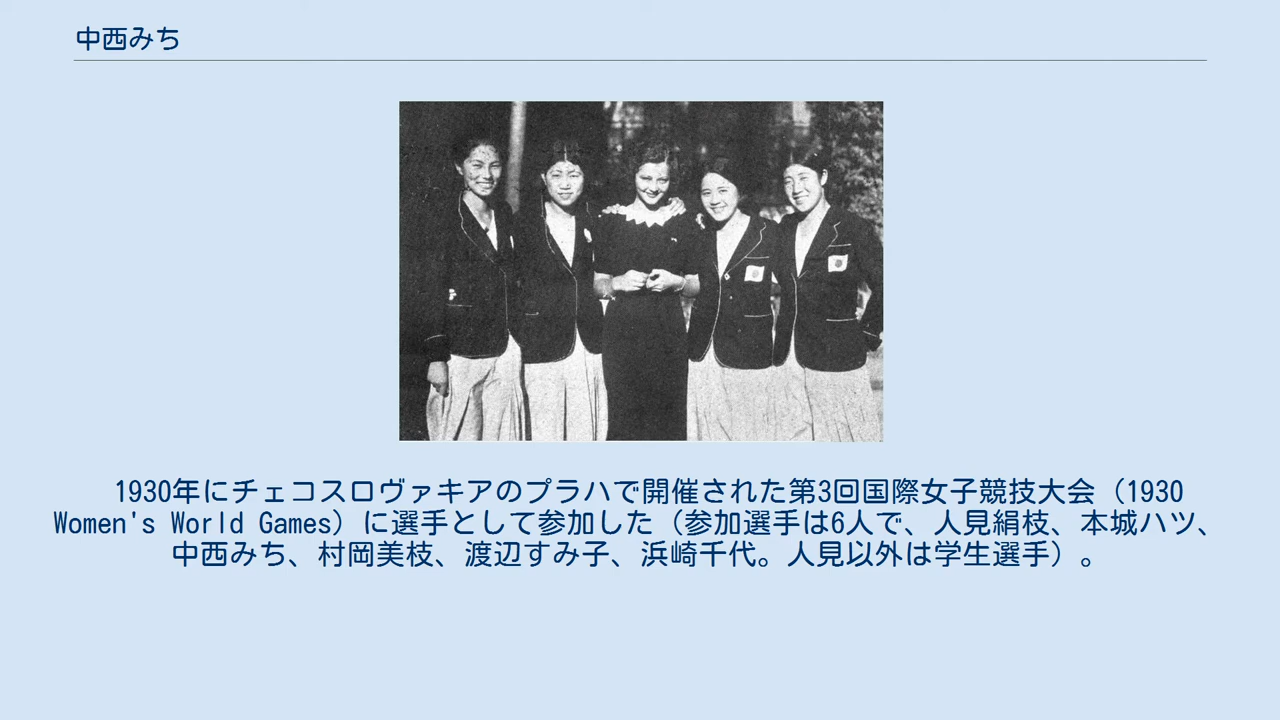 中西みち
1930年にチェコスロヴァキアのプラハで開催された第3回国際女子競技大会（1930
Women's World Games）に選手として参加した（参加選手は6人で、人見絹枝、本城ハツ、
中西みち、村岡美枝、渡辺すみ子、浜崎千代。人見以外は学生選手）。